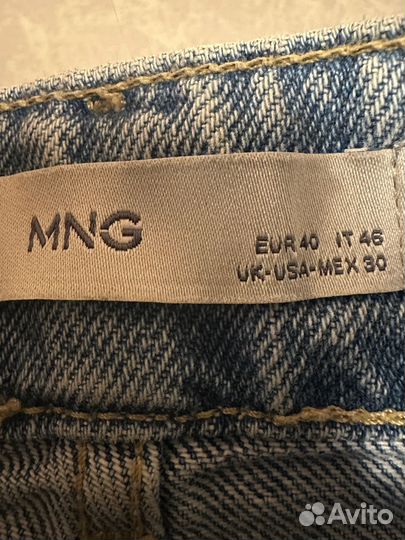 MNG
EUR 40 IT 46
UK-USA-MEX 30
Avito